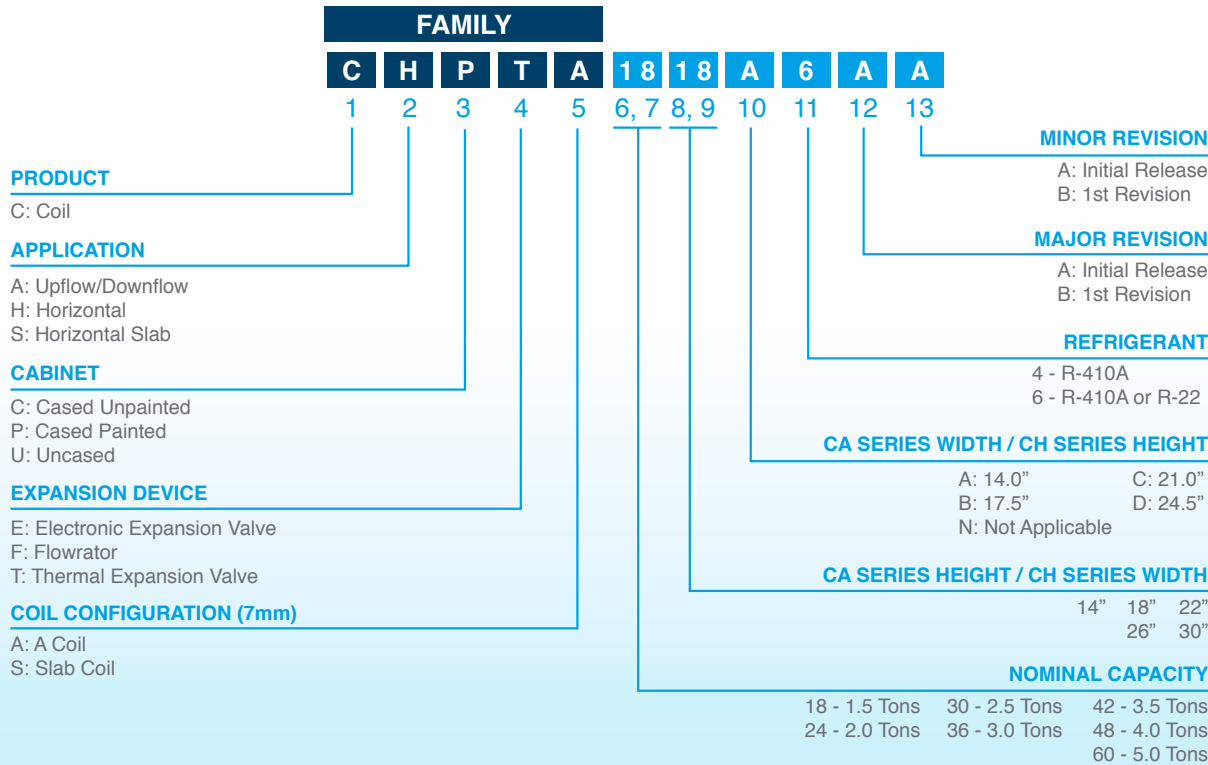 FAMILY
C H P T A 18 18 A 6 A A
1 2 3 4 5 6, 7 8, 9 10 11 12 13
PRODUCT
C: Coil
APPLICATION
A: Upflow/Downflow
H: Horizontal
S: Horizontal Slab
CABINET
C: Cased Unpainted
P: Cased Painted
U: Uncased
EXPANSION DEVICE
E: Electronic Expansion Valve
F: Flowrator
T: Thermal Expansion Valve
COIL CONFIGURATION (7mm)
A: A Coil
S: Slab Coil
MINOR REVISION
A: Initial Release
B: 1st Revision
MAJOR REVISION
A: Initial Release
B: 1st Revision
REFRIGERANT
4 - R-410A
6 - R-410A or R-22
CA SERIES WIDTH / CH SERIES HEIGHT
A: 14.0” C: 21.0”
B: 17.5” D: 24.5”
N: Not Applicable
CA SERIES HEIGHT / CH SERIES WIDTH
14” 18” 22”
26” 30”
NOMINAL CAPACITY
18 - 1.5 Tons 30 - 2.5 Tons 42 - 3.5 Tons
24 - 2.0 Tons 36 - 3.0 Tons 48 - 4.0 Tons
60 - 5.0 Tons